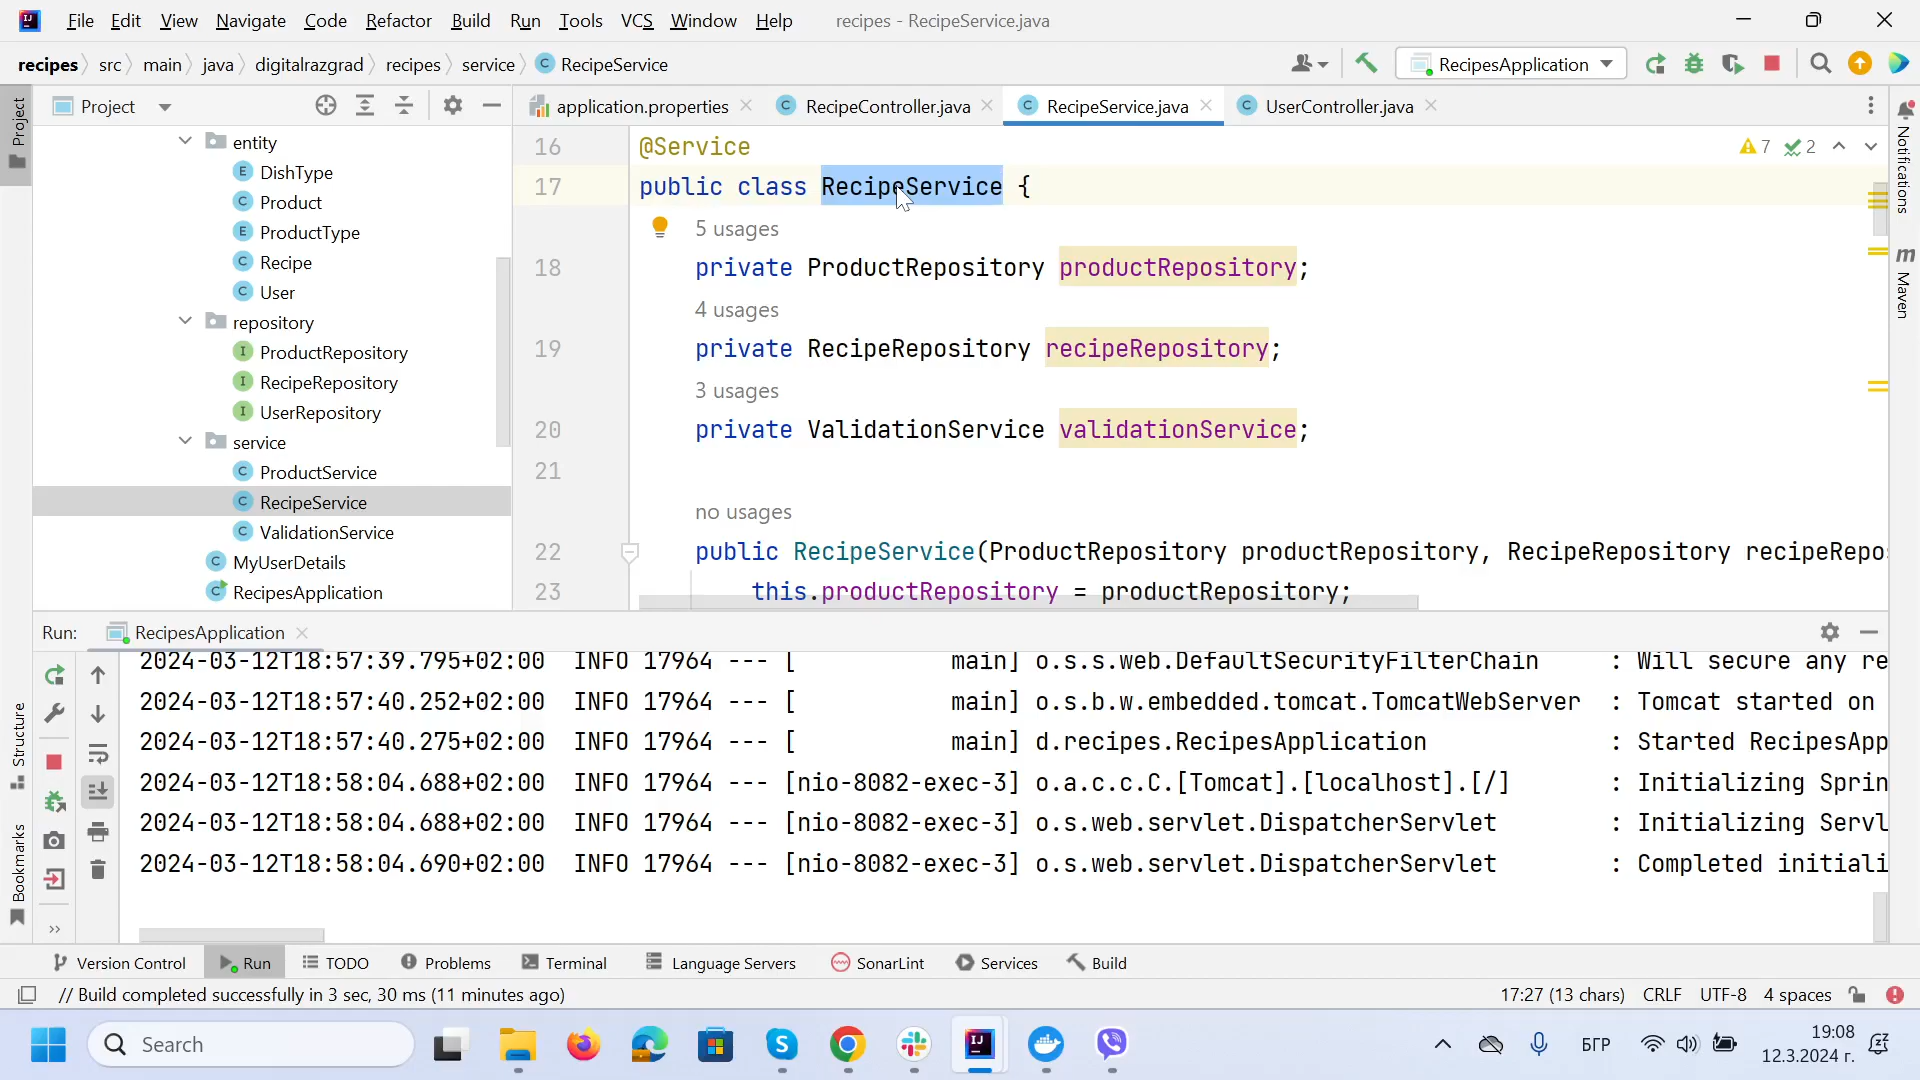 File Edit View Navigate Code Refactor Build Run Tools VCS Window Help recipes - RecipeService.java
recipes src main java digitalrazgrad recipes service RecipeService RecipesApplication
Project
Project
application.properties RecipeController.java RecipeService.java UserController.java
Notifications
Maven
Structure
Bookmarks
entity
DishType
Product
ProductType
Recipe
User
repository
ProductRepository
RecipeRepository
UserRepository
service
ProductService
RecipeService
ValidationService
MyUserDetails
RecipesApplication
7 2
16 @Service
17 public class RecipeService {
5 usages
18 private ProductRepository productRepository;
4 usages
19 private RecipeRepository recipeRepository;
3 usages
20 private ValidationService validationService;
21
no usages
22 public RecipeService(ProductRepository productRepository, RecipeRepository recipeRepo
23 this.productRepository = productRepository;
Run: RecipesApplication
2024-03-12T18:57:39.795+02:00 INFO 17964 --- [ main] o.s.s.web.DefaultSecurityFilterChain : Will secure any re
2024-03-12T18:57:40.252+02:00 INFO 17964 --- [ main] o.s.b.w.embedded.tomcat.TomcatWebServer : Tomcat started on
2024-03-12T18:57:40.275+02:00 INFO 17964 --- [ main] d.recipes.RecipesApplication : Started RecipesApp
2024-03-12T18:58:04.688+02:00 INFO 17964 --- [nio-8082-exec-3] o.a.c.c.C.[Tomcat].[localhost].[/] : Initializing Sprin
2024-03-12T18:58:04.688+02:00 INFO 17964 --- [nio-8082-exec-3] o.s.web.servlet.DispatcherServlet : Initializing Servl
2024-03-12T18:58:04.690+02:00 INFO 17964 --- [nio-8082-exec-3] o.s.web.servlet.DispatcherServlet : Completed initiali
Version Control Run TODO Problems Terminal Language Servers SonarLint Services Build
// Build completed successfully in 3 sec, 30 ms (11 minutes ago) 17:27 (13 chars) CRLF UTF-8 4 spaces
Search БГР 19:08
12.3.2024 г.